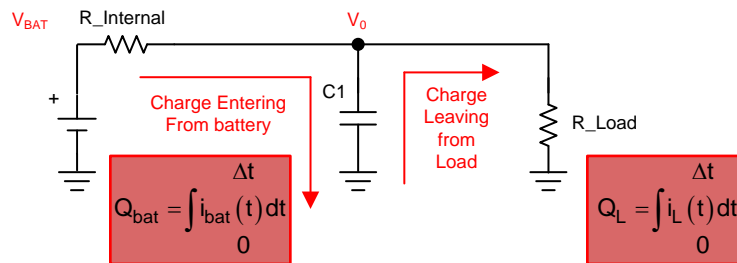 V_BAT R_Internal V_0
+
Charge Entering
From battery
C1
Charge
Leaving
from
Load
R_Load
Δt
Q_bat = ∫ i_bat (t) dt
0
Δt
Q_L = ∫ i_L (t) dt
0